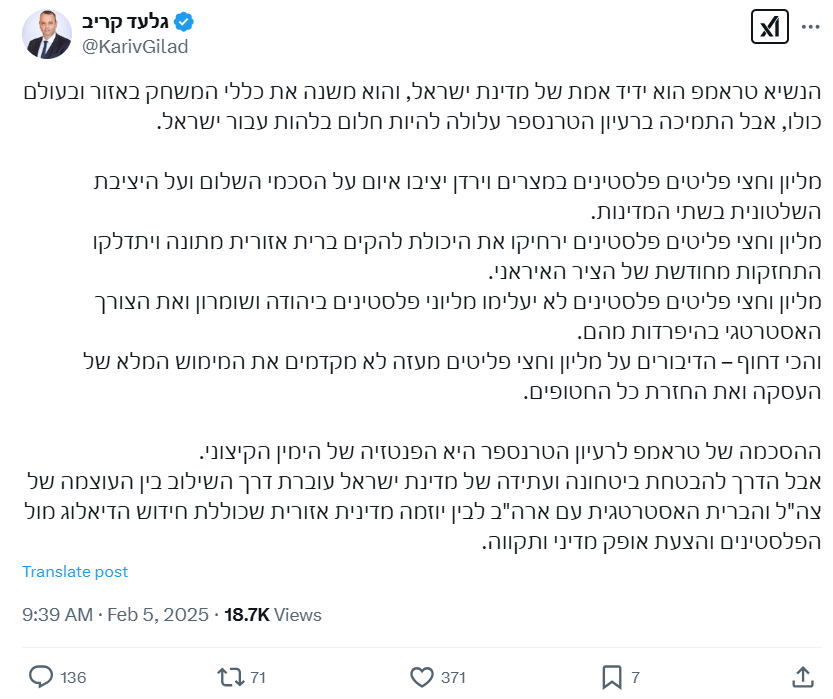 גלעד קריב
@KarivGilad
הנשיא טראמפ הוא ידיד אמת של מדינת ישראל, והוא משנה את כללי המשחק באזור ובעולם
כולו, אבל התמיכה ברעיון הטרנספר עלולה להיות חלום בלהות עבור ישראל.
מליון וחצי פליטים פלסטינים במצרים וירדן יציבו איום על הסכמי השלום ועל היציבת
השלטונית בשתי המדינות.
מליון וחצי פליטים פלסטינים ירחיקו את היכולת להקים ברית אזורית מתונה ויתדלקו
התחזקות מחודשת של הציר האיראני.
מליון וחצי פליטים פלסטינים לא יעלימו מליוני פלסטינים ביהודה ושומרון ואת הצורך
האסטרטגי בהיפרדות מהם.
והכי דחוף – הדיבורים על מליון וחצי פליטים מעזה לא מקדמים את המימוש המלא של
העסקה ואת החזרת כל החטופים.
ההסכמה של טראמפ לרעיון הטרנספר היא הפנטזיה של הימין הקיצוני.
אבל הדרך להבטחת ביטחונה ועתידה של מדינת ישראל עוברת דרך השילוב בין העוצמה של
צה"ל והברית האסטרטגית עם ארה"ב לבין יוזמה מדינית אזורית שכוללת חידוש הדיאלוג מול
הפלסטינים והצעת אופק מדיני ותקווה.
Translate post
9:39 AM · Feb 5, 2025 · 18.7K Views
136 71 371 7